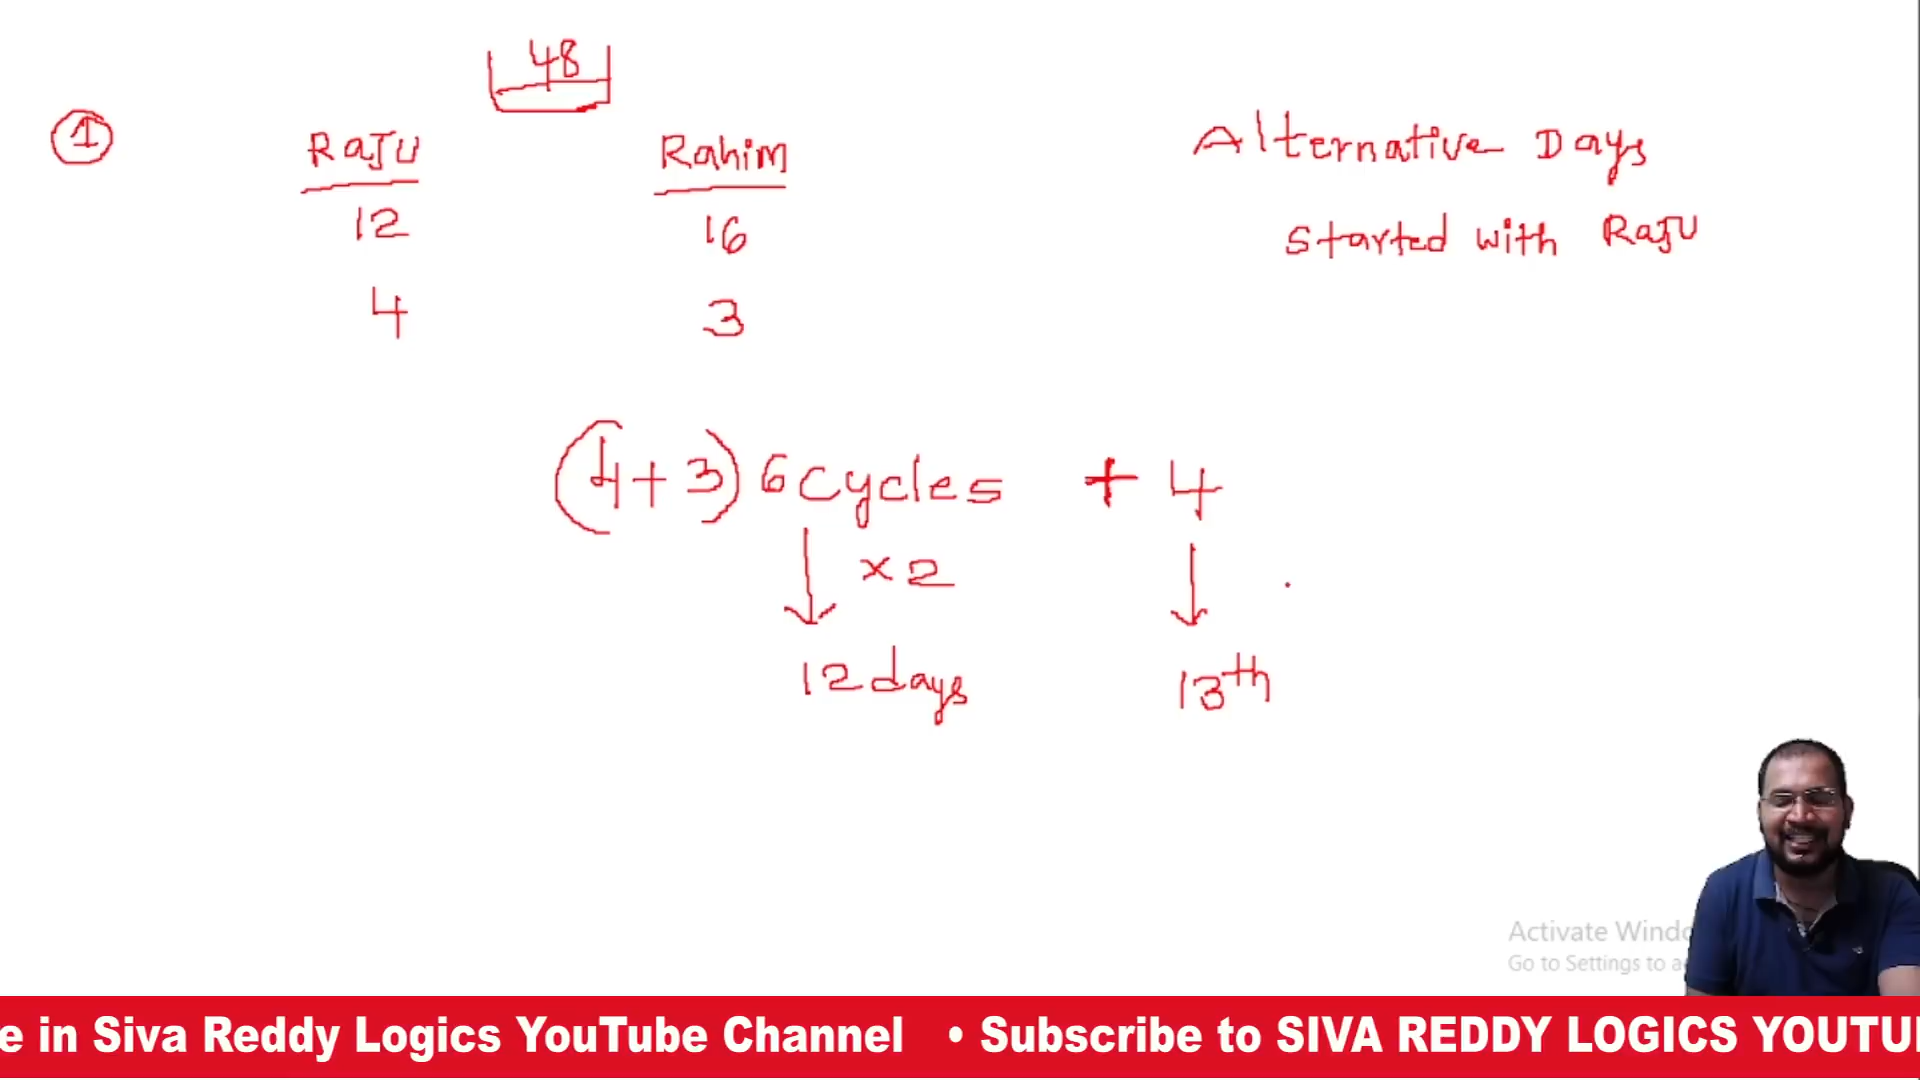 48
1
RAJU Rahim
12 16
4 3
Alternative Days
started with RAJU
(4+3) 6 cycles + 4
×2
12 days 13th
Activate Windo
Go to Settings to a
e in Siva Reddy Logics YouTube Channel • Subscribe to SIVA REDDY LOGICS YOUTU